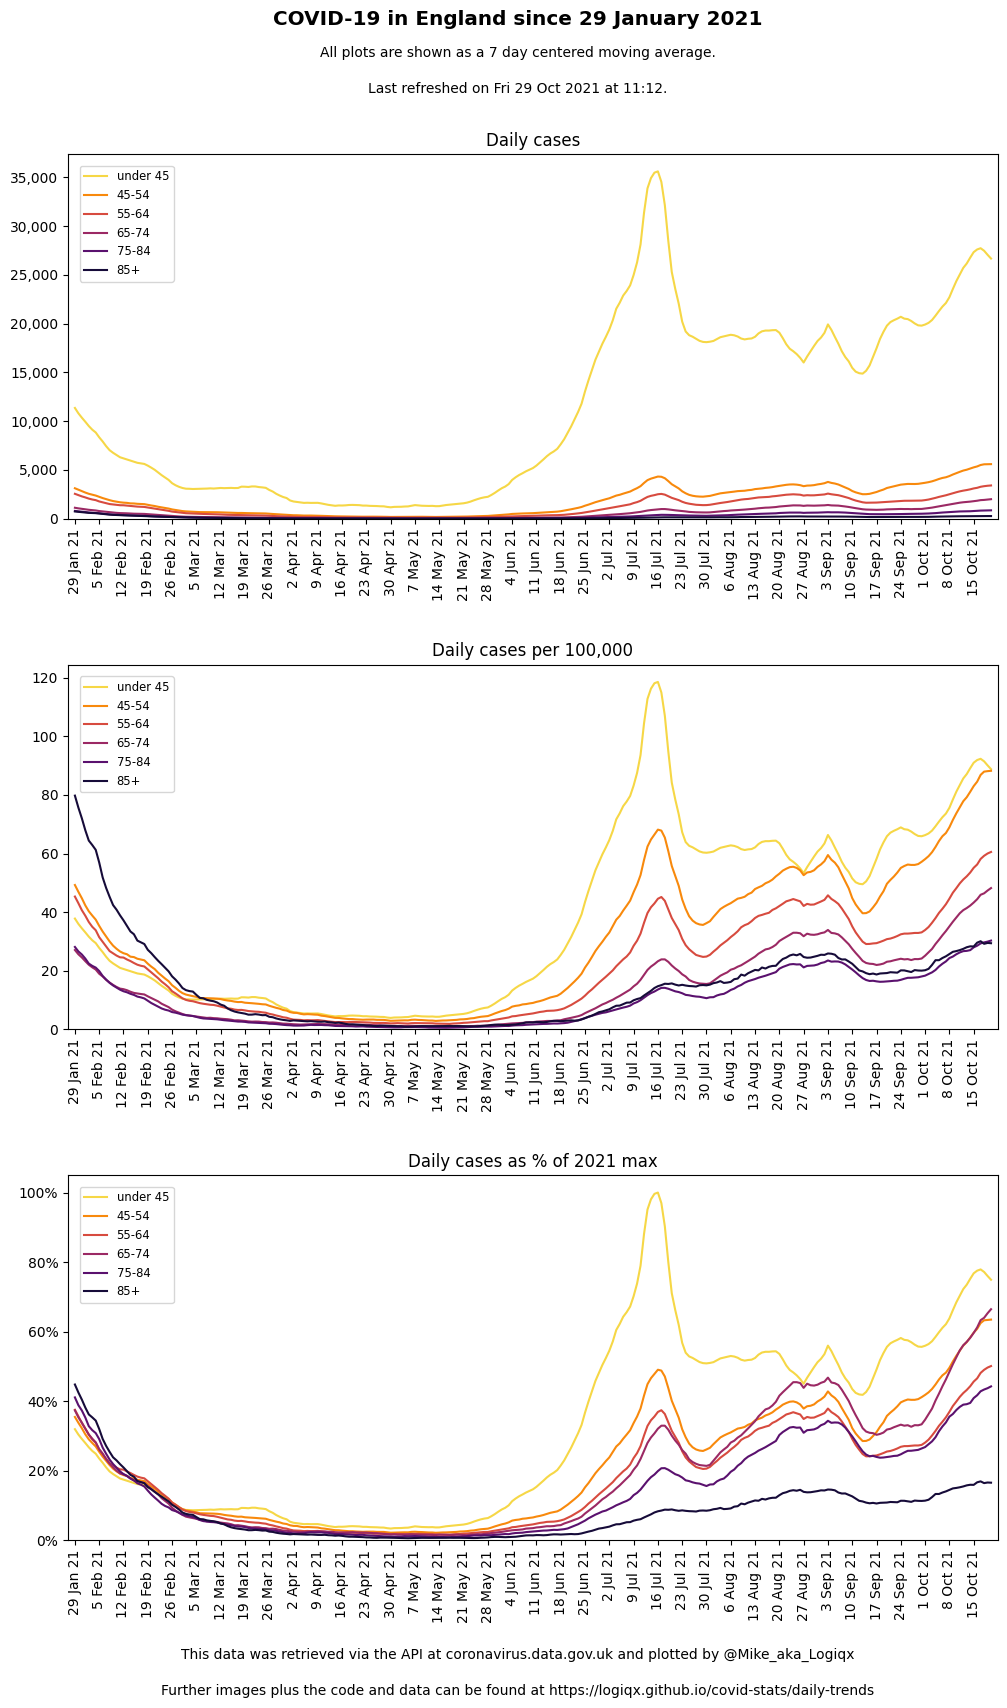 COVID-19 in England since 29 January 2021
All plots are shown as a 7 day centered moving average.
Last refreshed on Fri 29 Oct 2021 at 11:12.
Daily cases
under 45
45-54
55-64
65-74
75-84
85+
35,000
30,000
25,000
20,000
15,000
10,000
5,000
0
29 Jan 21
5 Feb 21
12 Feb 21
19 Feb 21
26 Feb 21
5 Mar 21
12 Mar 21
19 Mar 21
26 Mar 21
2 Apr 21
9 Apr 21
16 Apr 21
23 Apr 21
30 Apr 21
7 May 21
14 May 21
21 May 21
28 May 21
4 Jun 21
11 Jun 21
18 Jun 21
25 Jun 21
2 Jul 21
9 Jul 21
16 Jul 21
23 Jul 21
30 Jul 21
6 Aug 21
13 Aug 21
20 Aug 21
27 Aug 21
3 Sep 21
10 Sep 21
17 Sep 21
24 Sep 21
1 Oct 21
8 Oct 21
15 Oct 21
Daily cases per 100,000
under 45
45-54
55-64
65-74
75-84
85+
120
100
80
60
40
20
0
29 Jan 21
5 Feb 21
12 Feb 21
19 Feb 21
26 Feb 21
5 Mar 21
12 Mar 21
19 Mar 21
26 Mar 21
2 Apr 21
9 Apr 21
16 Apr 21
23 Apr 21
30 Apr 21
7 May 21
14 May 21
21 May 21
28 May 21
4 Jun 21
11 Jun 21
18 Jun 21
25 Jun 21
2 Jul 21
9 Jul 21
16 Jul 21
23 Jul 21
30 Jul 21
6 Aug 21
13 Aug 21
20 Aug 21
27 Aug 21
3 Sep 21
10 Sep 21
17 Sep 21
24 Sep 21
1 Oct 21
8 Oct 21
15 Oct 21
Daily cases as % of 2021 max
under 45
45-54
55-64
65-74
75-84
85+
100%
80%
60%
40%
20%
0%
29 Jan 21
5 Feb 21
12 Feb 21
19 Feb 21
26 Feb 21
5 Mar 21
12 Mar 21
19 Mar 21
26 Mar 21
2 Apr 21
9 Apr 21
16 Apr 21
23 Apr 21
30 Apr 21
7 May 21
14 May 21
21 May 21
28 May 21
4 Jun 21
11 Jun 21
18 Jun 21
25 Jun 21
2 Jul 21
9 Jul 21
16 Jul 21
23 Jul 21
30 Jul 21
6 Aug 21
13 Aug 21
20 Aug 21
27 Aug 21
3 Sep 21
10 Sep 21
17 Sep 21
24 Sep 21
1 Oct 21
8 Oct 21
15 Oct 21
This data was retrieved via the API at coronavirus.data.gov.uk and plotted by @Mike_aka_Logiqx
Further images plus the code and data can be found at https://logiqx.github.io/covid-stats/daily-trends